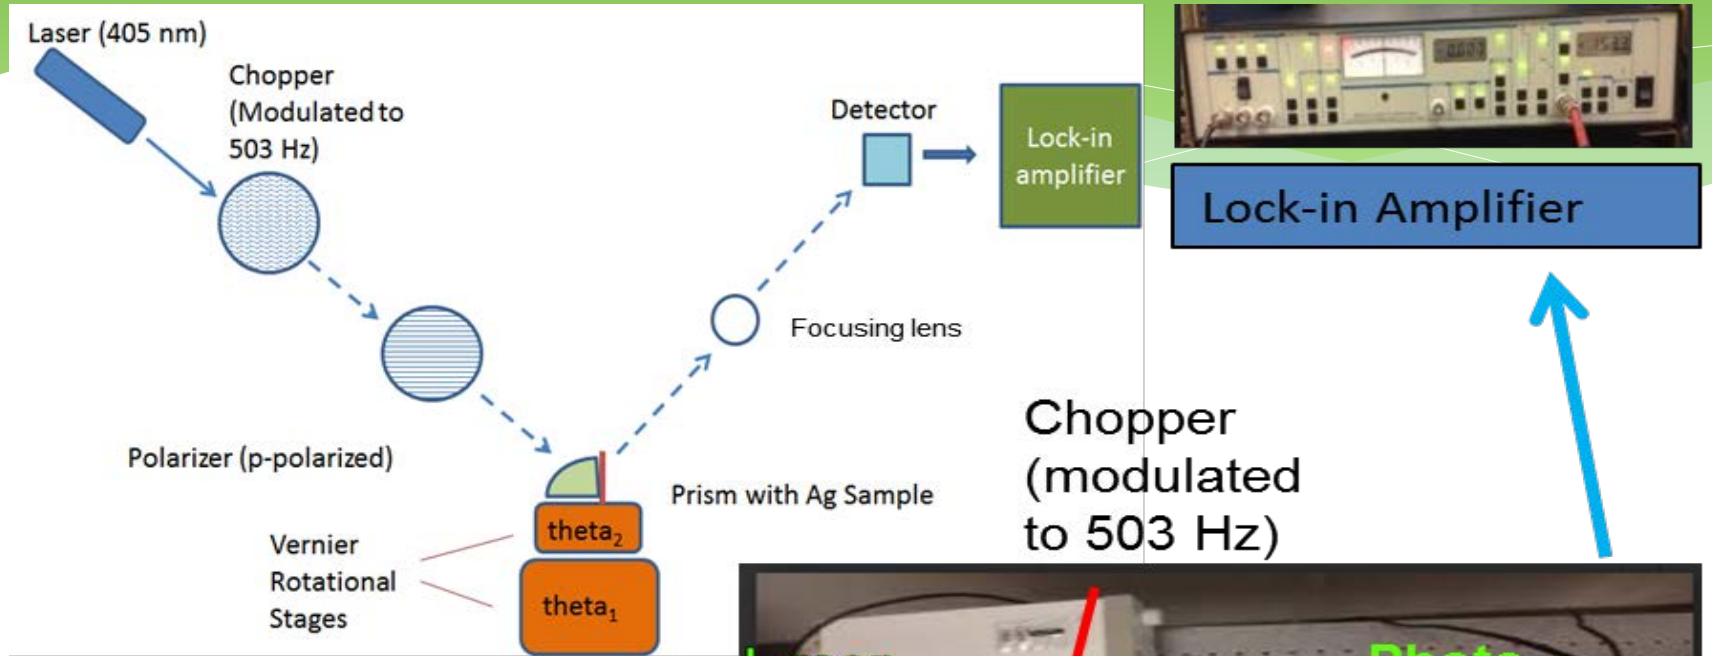 Laser (405 nm)
Chopper
(Modulated to
503 Hz)
Detector
Lock-in
amplifier
Lock-in Amplifier
Focusing lens
Polarizer (p-polarized)
Prism with Ag Sample
theta₂
Vernier
Rotational
Stages
theta₁
Chopper
(modulated
to 503 Hz)
Photo